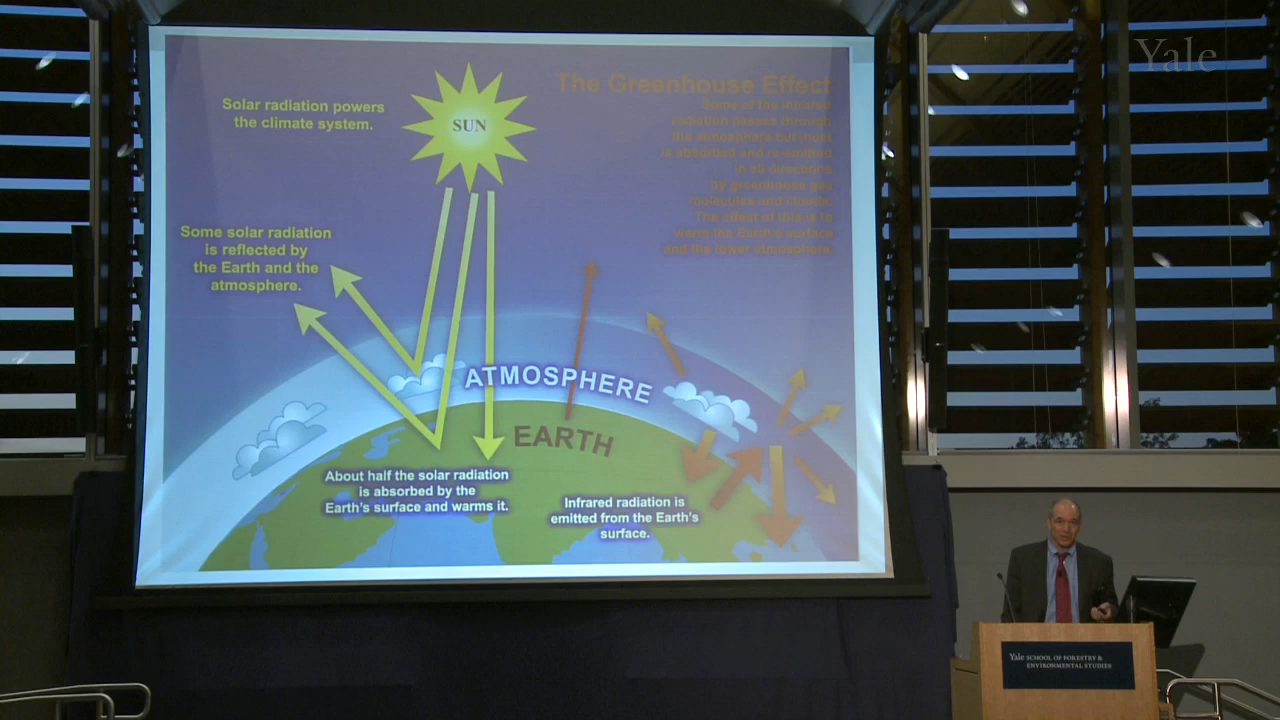 Yale
The Greenhouse Effect
Some of the infrared
radiation passes through
the atmosphere but most
is absorbed and re-emitted
in all directions
by greenhouse gas
molecules and clouds.
The effect of this is to
warm the Earth's surface
and the lower atmosphere.
Solar radiation powers
the climate system.
SUN
Some solar radiation
is reflected by
the Earth and the
atmosphere.
ATMOSPHERE
EARTH
About half the solar radiation
is absorbed by the
Earth's surface and warms it.
Infrared radiation is
emitted from the Earth's
surface.
Yale SCHOOL OF FORESTRY &
ENVIRONMENTAL STUDIES